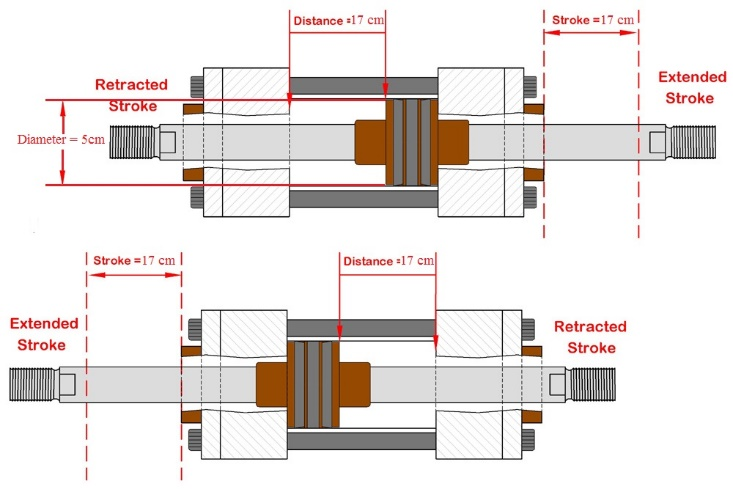 Distance =17 cm
Stroke =17 cm
Retracted
Stroke
Extended
Stroke
Diameter = 5cm
Stroke =17 cm
Distance =17 cm
Extended
Stroke
Retracted
Stroke